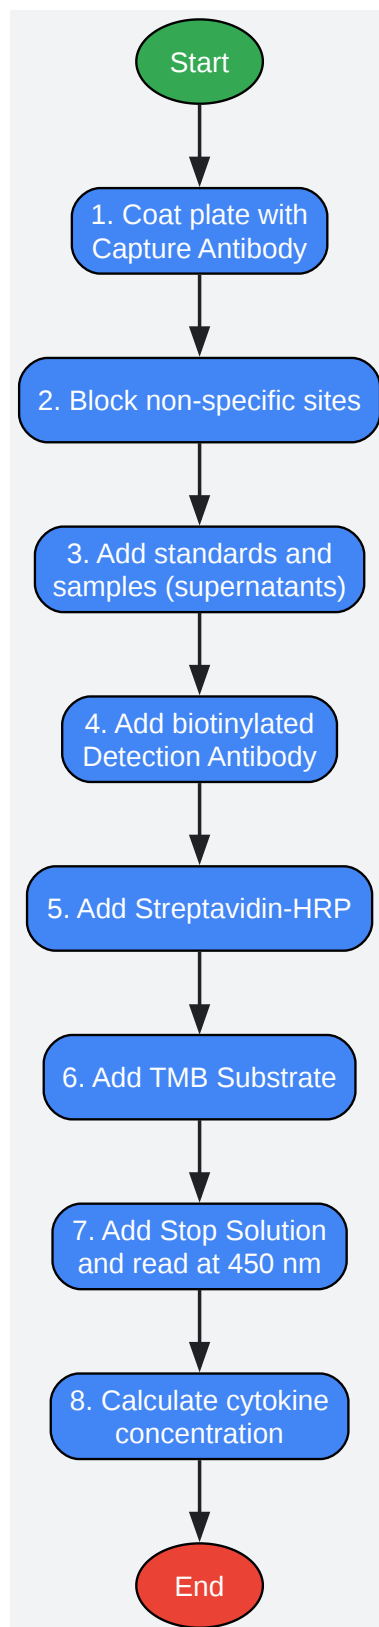 Start
1. Coat plate with
Capture Antibody
2. Block non-specific sites
3. Add standards and
samples (supernatants)
4. Add biotinylated
Detection Antibody
5. Add Streptavidin-HRP
6. Add TMB Substrate
7. Add Stop Solution
and read at 450 nm
8. Calculate cytokine
concentration
End